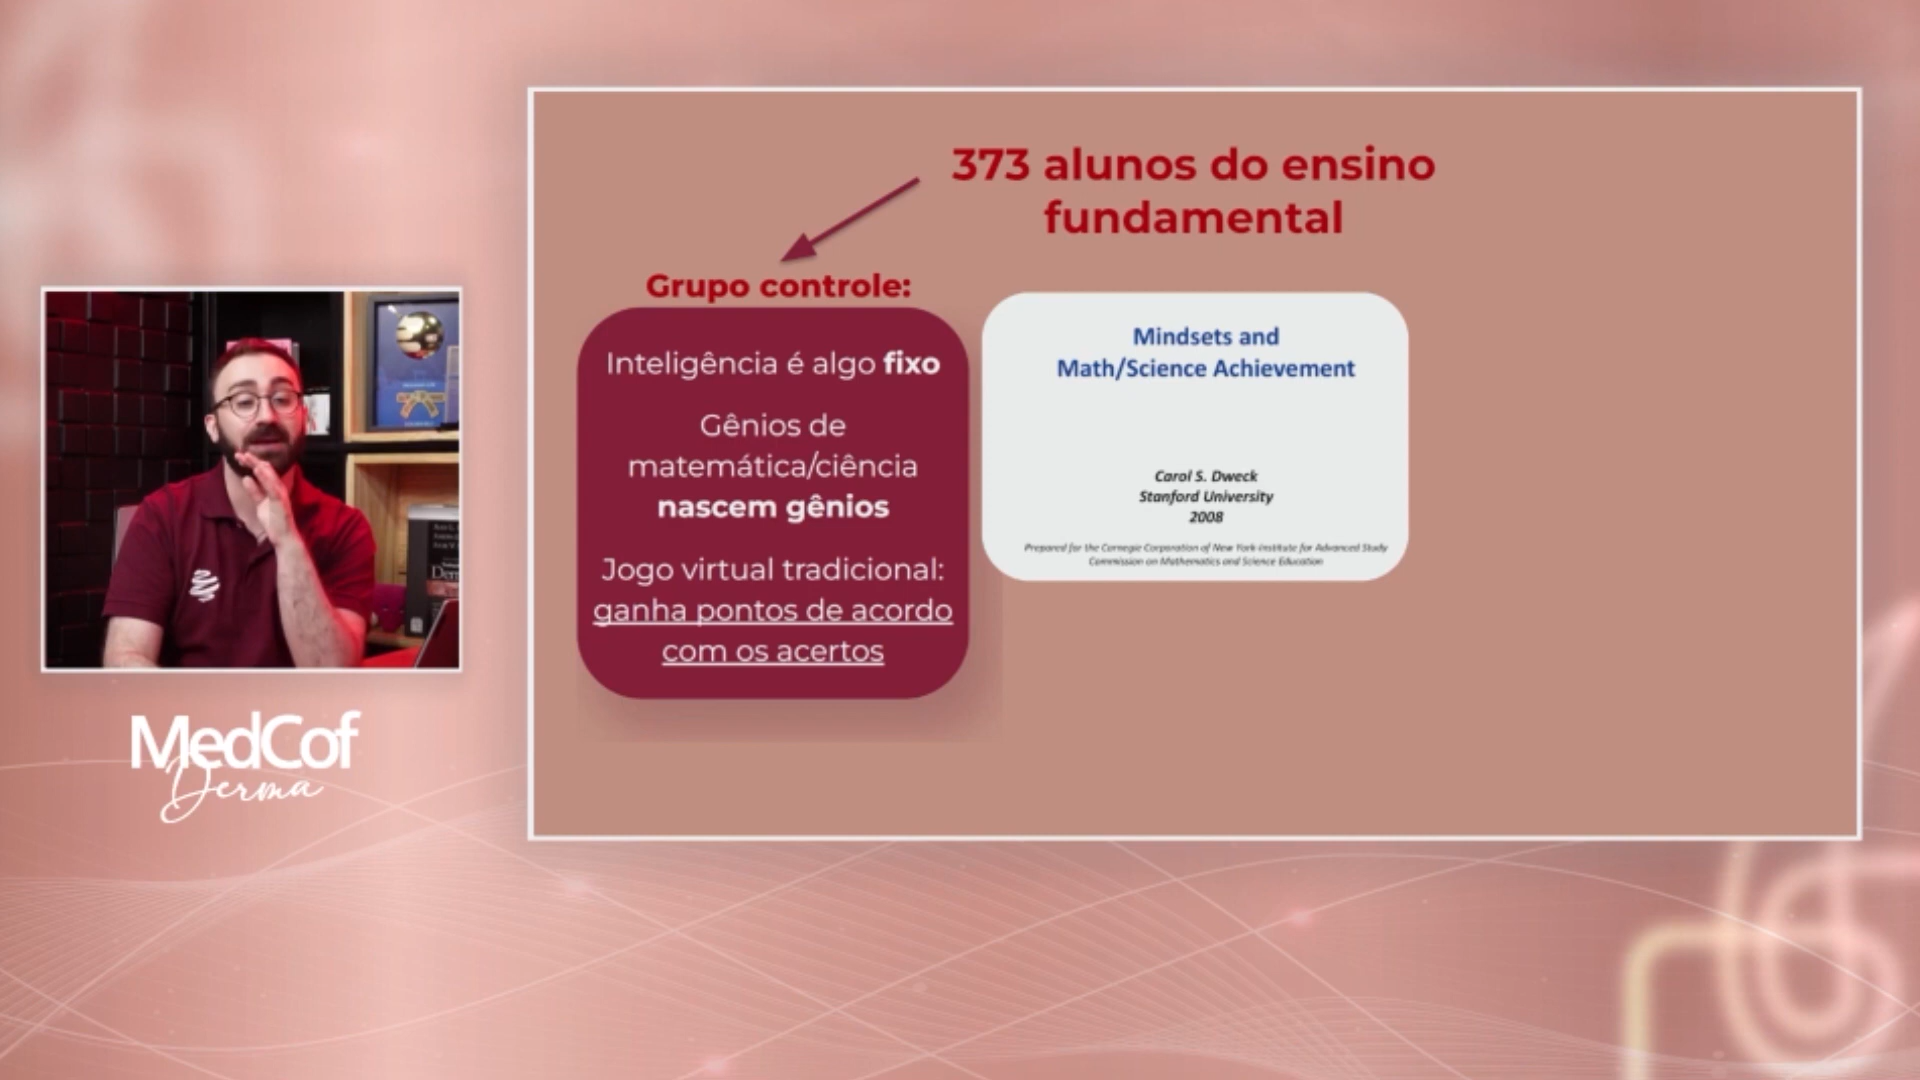 373 alunos do ensino
fundamental
Grupo controle:
Inteligência é algo fixo
Gênios de
matemática/ciência
nascem gênios
Jogo virtual tradicional:
ganha pontos de acordo
com os acertos
Mindsets and
Math/Science Achievement
Carol S. Dweck
Stanford University
2008
Prepared for the Carnegie Corporation of New York-Institute for Advanced Study
Commission on Mathematics and Science Education
MedCof
Derma